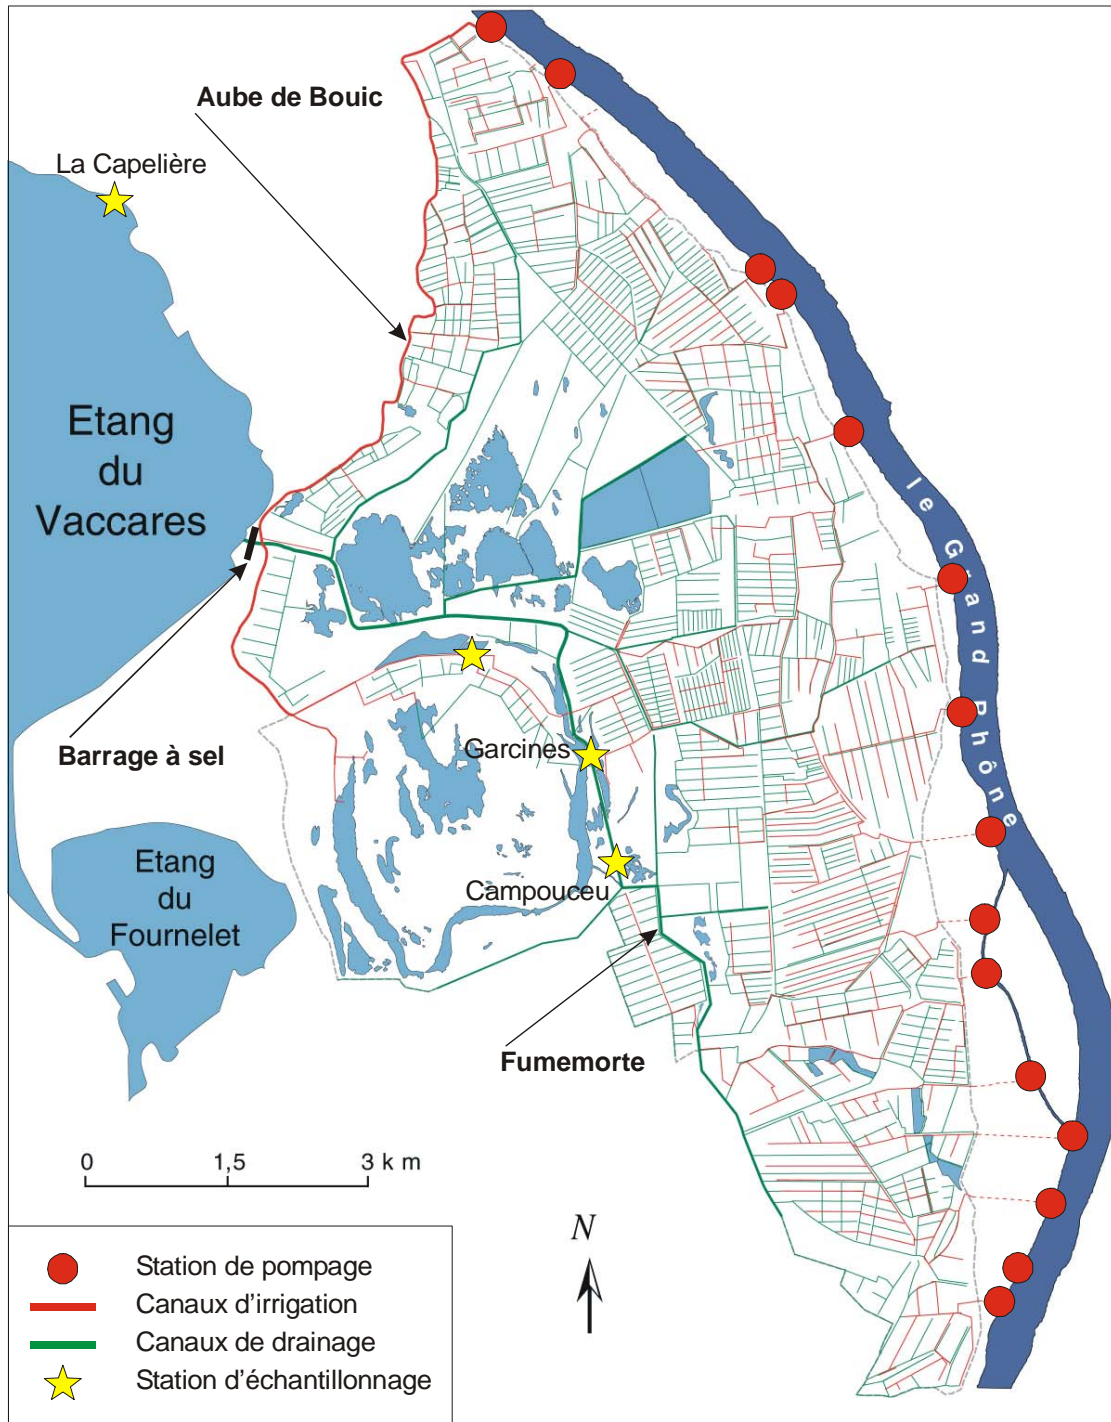 Aube de Bouic
La Capelière
Etang
du
Vaccares
le Grand Rhône
Barrage à sel
Garcines
Campouceu
Etang
du
Fournelet
Fumemorte
0 1,5 3 k m
N
Station de pompage
Canaux d'irrigation
Canaux de drainage
Station d'échantillonnage